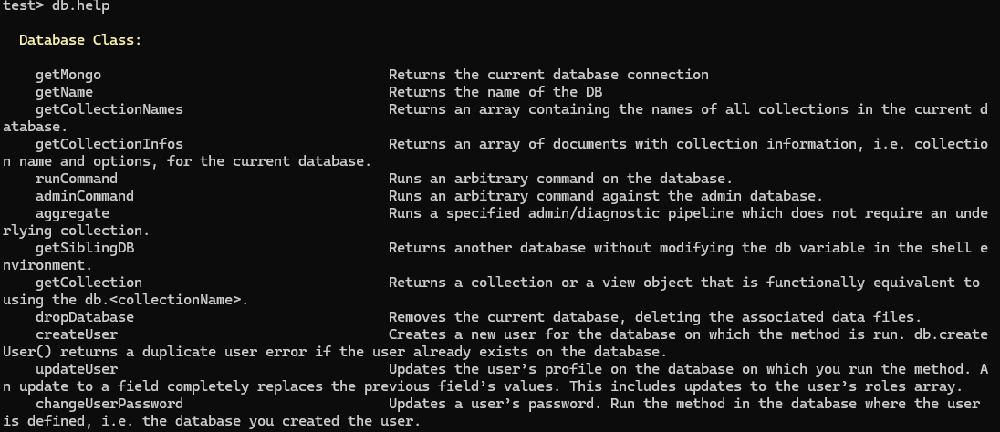 test> db.help
Database Class:
getMongo Returns the current database connection
getName Returns the name of the DB
getCollectionNames Returns an array containing the names of all collections in the current d
atabase.
getCollectionInfos Returns an array of documents with collection information, i.e. collectio
n name and options, for the current database.
runCommand Runs an arbitrary command on the database.
adminCommand Runs an arbitrary command against the admin database.
aggregate Runs a specified admin/diagnostic pipeline which does not require an unde
rlying collection.
getSiblingDB Returns another database without modifying the db variable in the shell e
nvironment.
getCollection Returns a collection or a view object that is functionally equivalent to
using the db.<collectionName>.
dropDatabase Removes the current database, deleting the associated data files.
createUser Creates a new user for the database on which the method is run. db.create
User() returns a duplicate user error if the user already exists on the database.
updateUser Updates the user’s profile on the database on which you run the method. A
n update to a field completely replaces the previous field’s values. This includes updates to the user’s roles array.
changeUserPassword Updates a user’s password. Run the method in the database where the user
is defined, i.e. the database you created the user.